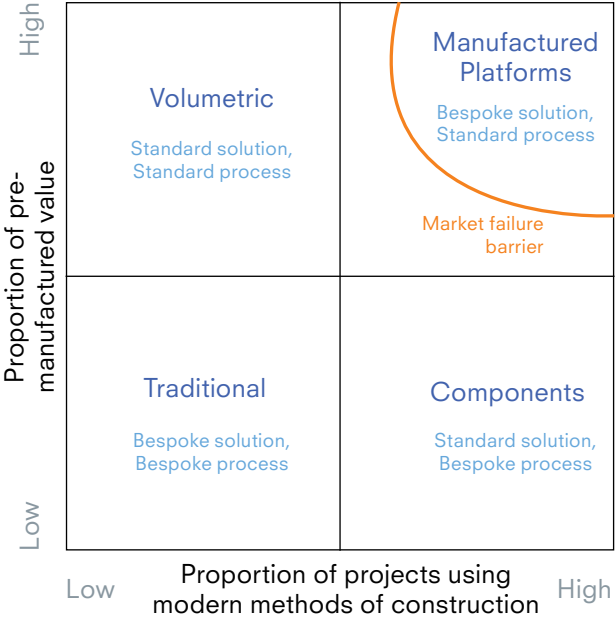 High
Proportion of pre-
manufactured value
Low
Volumetric
Standard solution,
Standard process
Manufactured
Platforms
Bespoke solution,
Standard process
Market failure
barrier
Traditional
Bespoke solution,
Bespoke process
Components
Standard solution,
Bespoke process
Low
Proportion of projects using
modern methods of construction
High